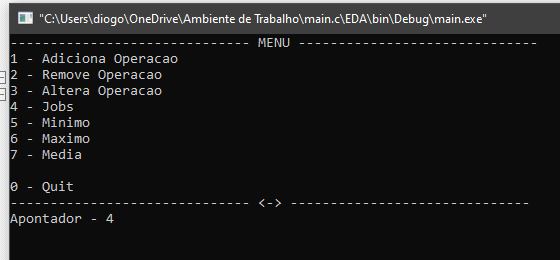 "C:\Users\diogo\OneDrive\Ambiente de Trabalho\main.c\EDA\bin\Debug\main.exe"
------------------------------ MENU ------------------------------
1 - Adiciona Operacao
2 - Remove Operacao
3 - Altera Operacao
4 - Jobs
5 - Minimo
6 - Maximo
7 - Media
0 - Quit
------------------------------ <-> ------------------------------
Apontador - 4